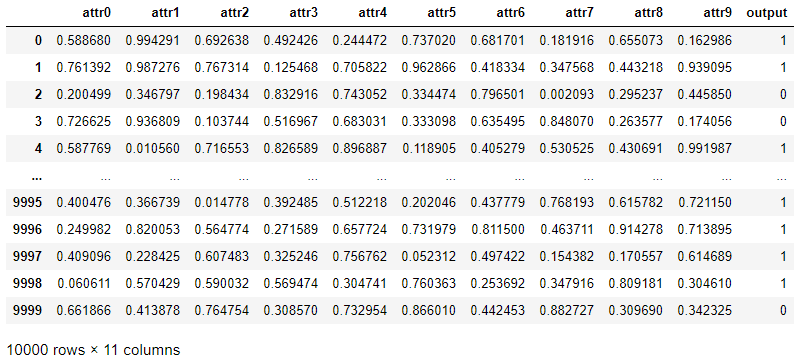 attr0 attr1 attr2 attr3 attr4 attr5 attr6 attr7 attr8 attr9 output
0 0.588680 0.994291 0.692638 0.492426 0.244472 0.737020 0.681701 0.181916 0.655073 0.162986 1
1 0.761392 0.987276 0.767314 0.125468 0.705822 0.962866 0.418334 0.347568 0.443218 0.939095 1
2 0.200499 0.346797 0.198434 0.832916 0.743052 0.334474 0.796501 0.002093 0.295237 0.445850 0
3 0.726625 0.936809 0.103744 0.516967 0.683031 0.333098 0.635495 0.848070 0.263577 0.174056 0
4 0.587769 0.010560 0.716553 0.826589 0.896887 0.118905 0.405279 0.530525 0.430691 0.991987 1
... ... ... ... ... ... ... ... ... ... ... ...
9995 0.400476 0.366739 0.014778 0.392485 0.512218 0.202046 0.437779 0.768193 0.615782 0.721150 1
9996 0.249982 0.820053 0.564774 0.271589 0.657724 0.731979 0.811500 0.463711 0.914278 0.713895 1
9997 0.409096 0.228425 0.607483 0.325246 0.756762 0.052312 0.497422 0.154382 0.170557 0.614689 1
9998 0.060611 0.570429 0.590032 0.569474 0.304741 0.760363 0.253692 0.347916 0.809181 0.304610 1
9999 0.661866 0.413878 0.764754 0.308570 0.732954 0.866010 0.442453 0.882727 0.309690 0.342325 0
10000 rows × 11 columns